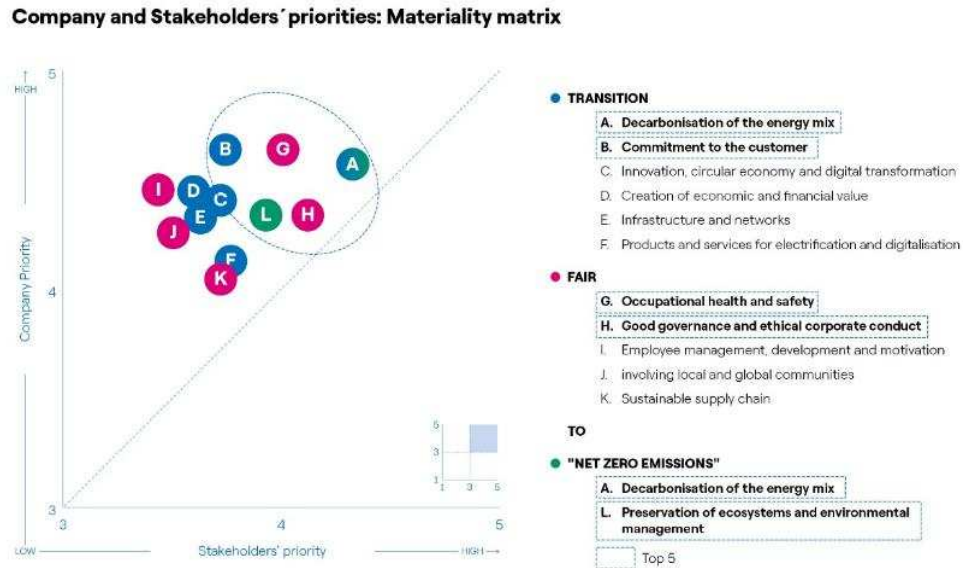 Company and Stakeholders´priorities: Materiality matrix
5
HIGH
B
G
A
I
D
C
E
L
H
J
F
K
Company Priority
4
5
3
1
1 3 5
3
3 4 5
LOW Stakeholders' priority HIGH
TRANSITION
A. Decarbonisation of the energy mix
B. Commitment to the customer
C. Innovation, circular economy and digital transformation
D. Creation of economic and financial value
E. Infrastructure and networks
F. Products and services for electrification and digitalisation
FAIR
G. Occupational health and safety
H. Good governance and ethical corporate conduct
I. Employee management, development and motivation
J. involving local and global communities
K. Sustainable supply chain
TO
"NET ZERO EMISSIONS"
A. Decarbonisation of the energy mix
L. Preservation of ecosystems and environmental
management
Top 5